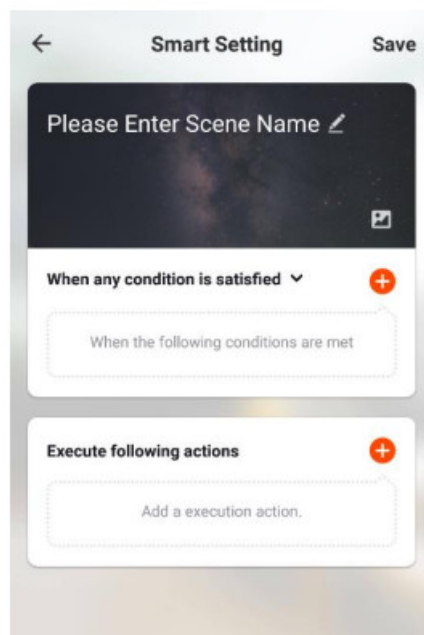 Smart Setting
Save
Please Enter Scene Name
When any condition is satisfied
When the following conditions are met
Execute following actions
Add a execution action.